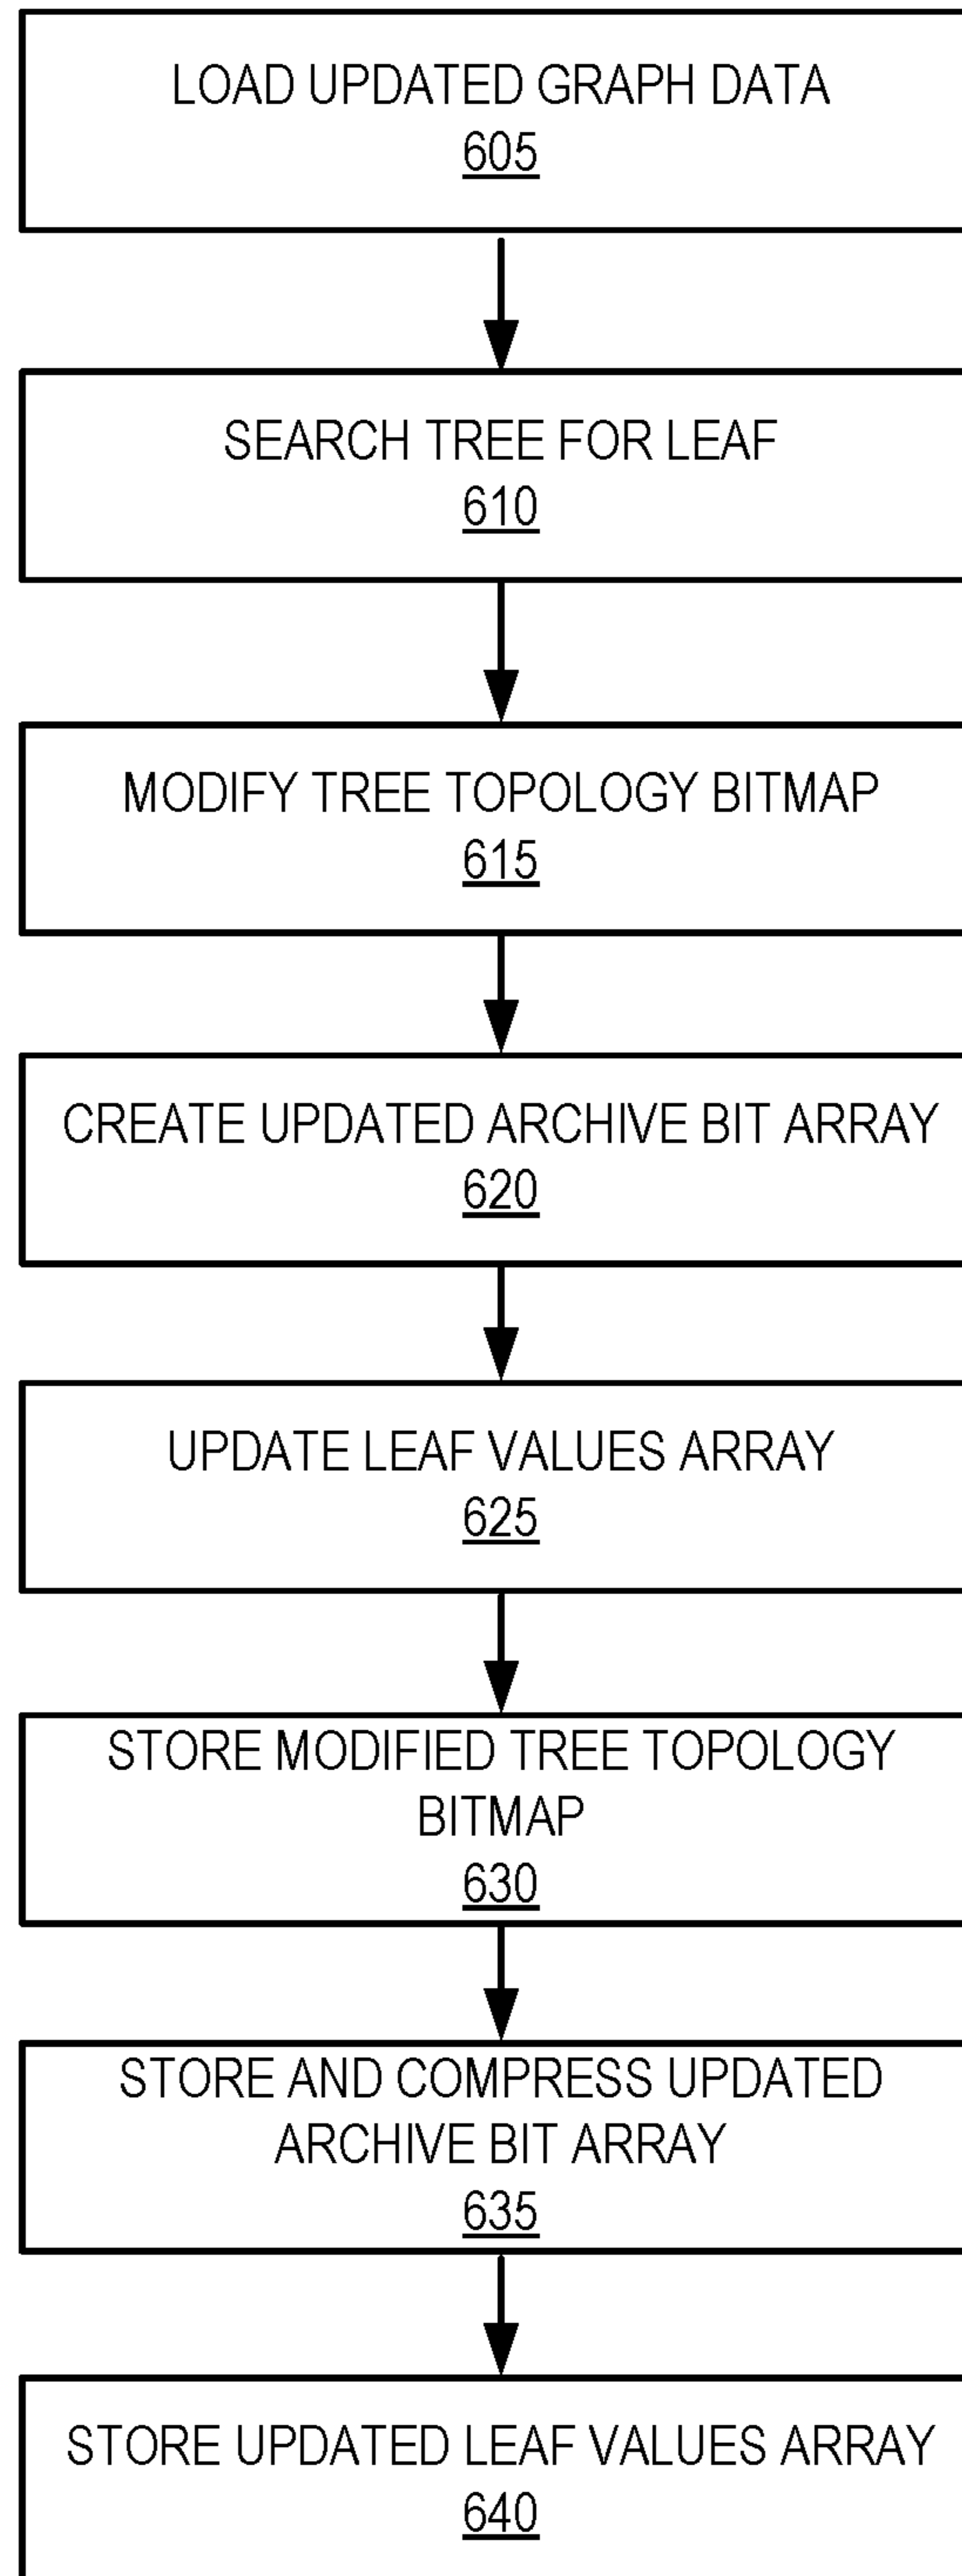 LOAD UPDATED GRAPH DATA
605
SEARCH TREE FOR LEAF
610
MODIFY TREE TOPOLOGY BITMAP
615
CREATE UPDATED ARCHIVE BIT ARRAY
620
UPDATE LEAF VALUES ARRAY
625
STORE MODIFIED TREE TOPOLOGY
BITMAP
630
STORE AND COMPRESS UPDATED
ARCHIVE BIT ARRAY
635
STORE UPDATED LEAF VALUES ARRAY
640